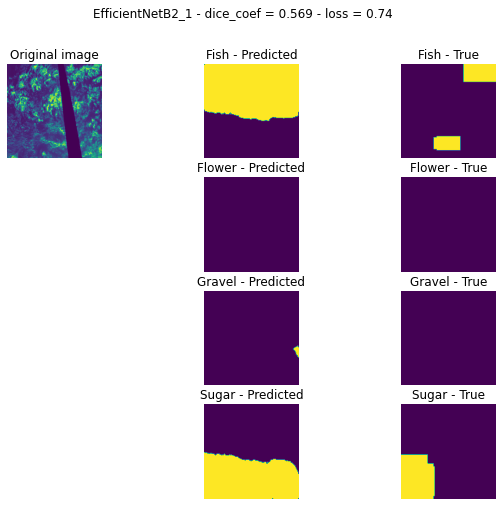 EfficientNetB2_1 - dice_coef = 0.569 - loss = 0.74
Original image
Fish - Predicted
Fish - True
Flower - Predicted
Flower - True
Gravel - Predicted
Gravel - True
Sugar - Predicted
Sugar - True